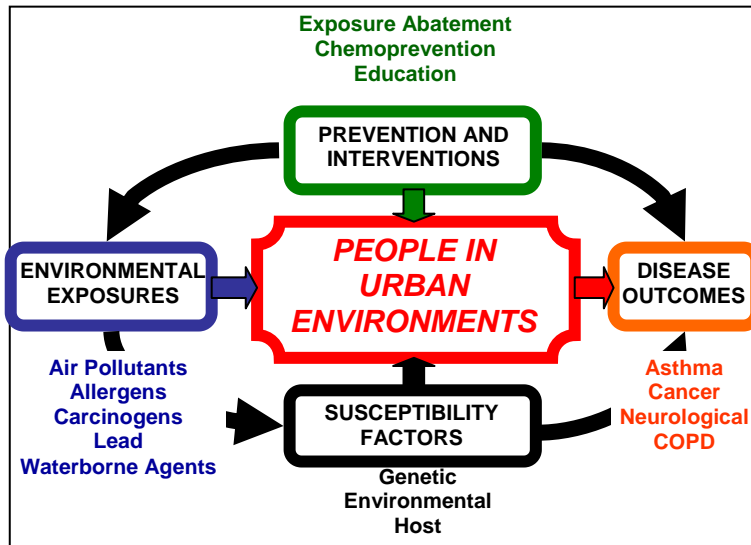 Exposure Abatement
Chemoprevention
Education
PREVENTION AND
INTERVENTIONS
ENVIRONMENTAL
EXPOSURES
PEOPLE IN
URBAN
ENVIRONMENTS
DISEASE
OUTCOMES
Air Pollutants
Allergens
Carcinogens
Lead
Waterborne Agents
SUSCEPTIBILITY
FACTORS
Genetic
Environmental
Host
Asthma
Cancer
Neurological
COPD